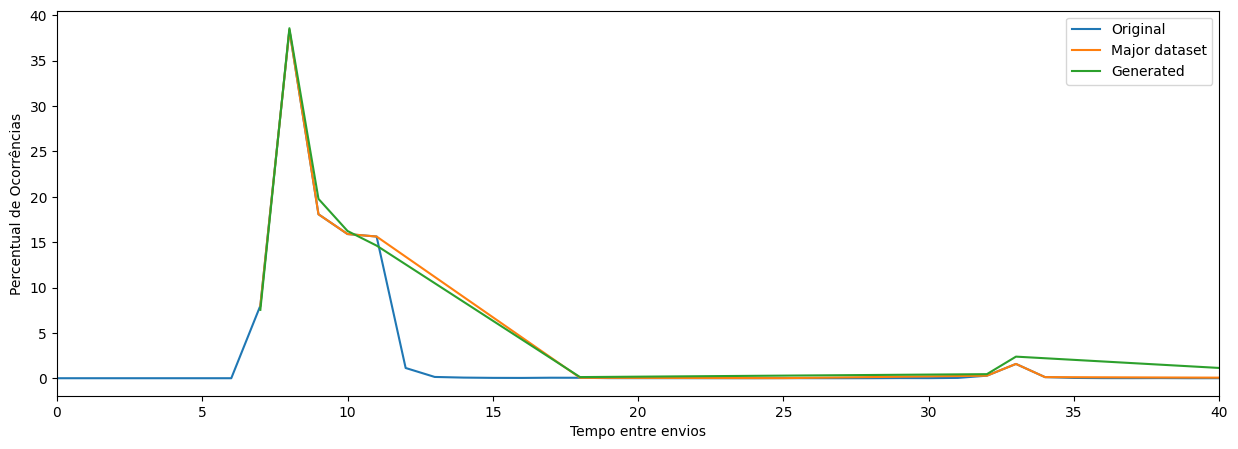 40
35
30
25
20
15
10
5
0
Percentual de Ocorrências
Original
Major dataset
Generated
0 5 10 15 20 25 30 35 40
Tempo entre envios